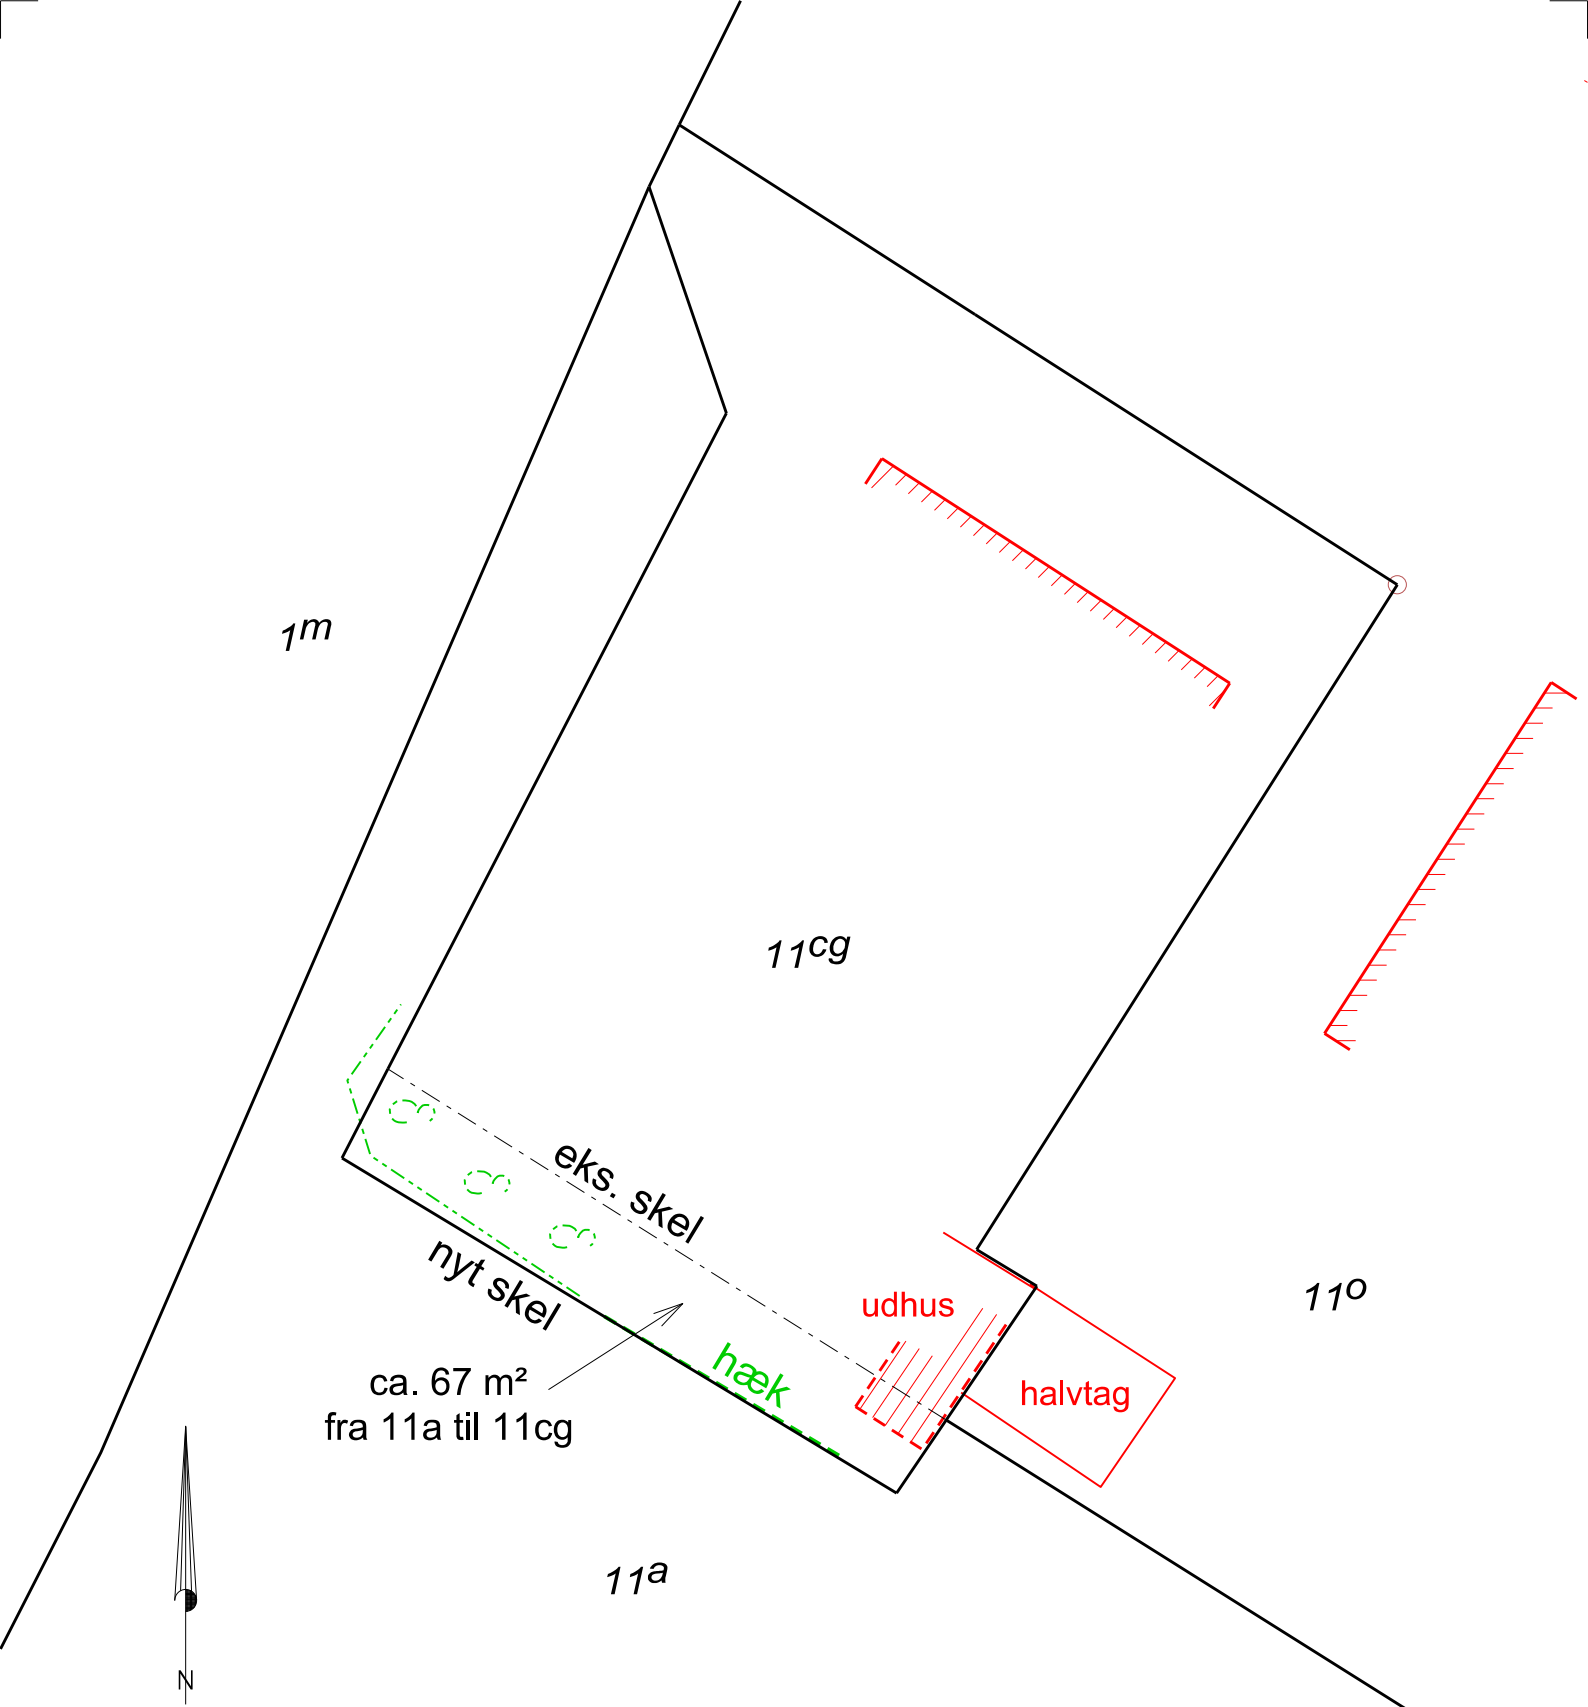 1m
11cg
eks. skel
nyt skel
udhus
11o
hæk
halvtag
ca. 67 m²
fra 11a til 11cg
11a
N